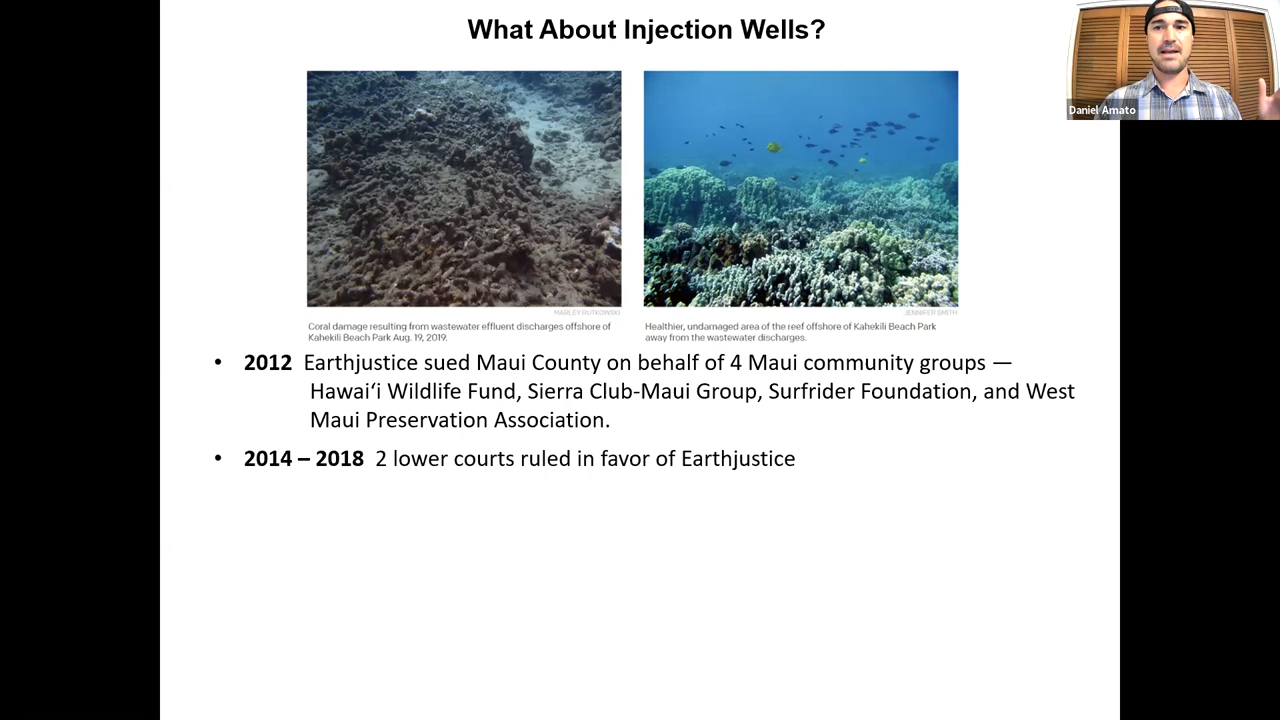 What About Injection Wells?
Daniel Amato
MARLEY RUTKOWSKI
JENNIFER SMITH
Coral damage resulting from wastewater effluent discharges offshore of
Kahekili Beach Park Aug. 19, 2019.
Healthier, undamaged area of the reef offshore of Kahekili Beach Park
away from the wastewater discharges.
• 2012 Earthjustice sued Maui County on behalf of 4 Maui community groups —
Hawai‘i Wildlife Fund, Sierra Club-Maui Group, Surfrider Foundation, and West
Maui Preservation Association.
• 2014 – 2018 2 lower courts ruled in favor of Earthjustice